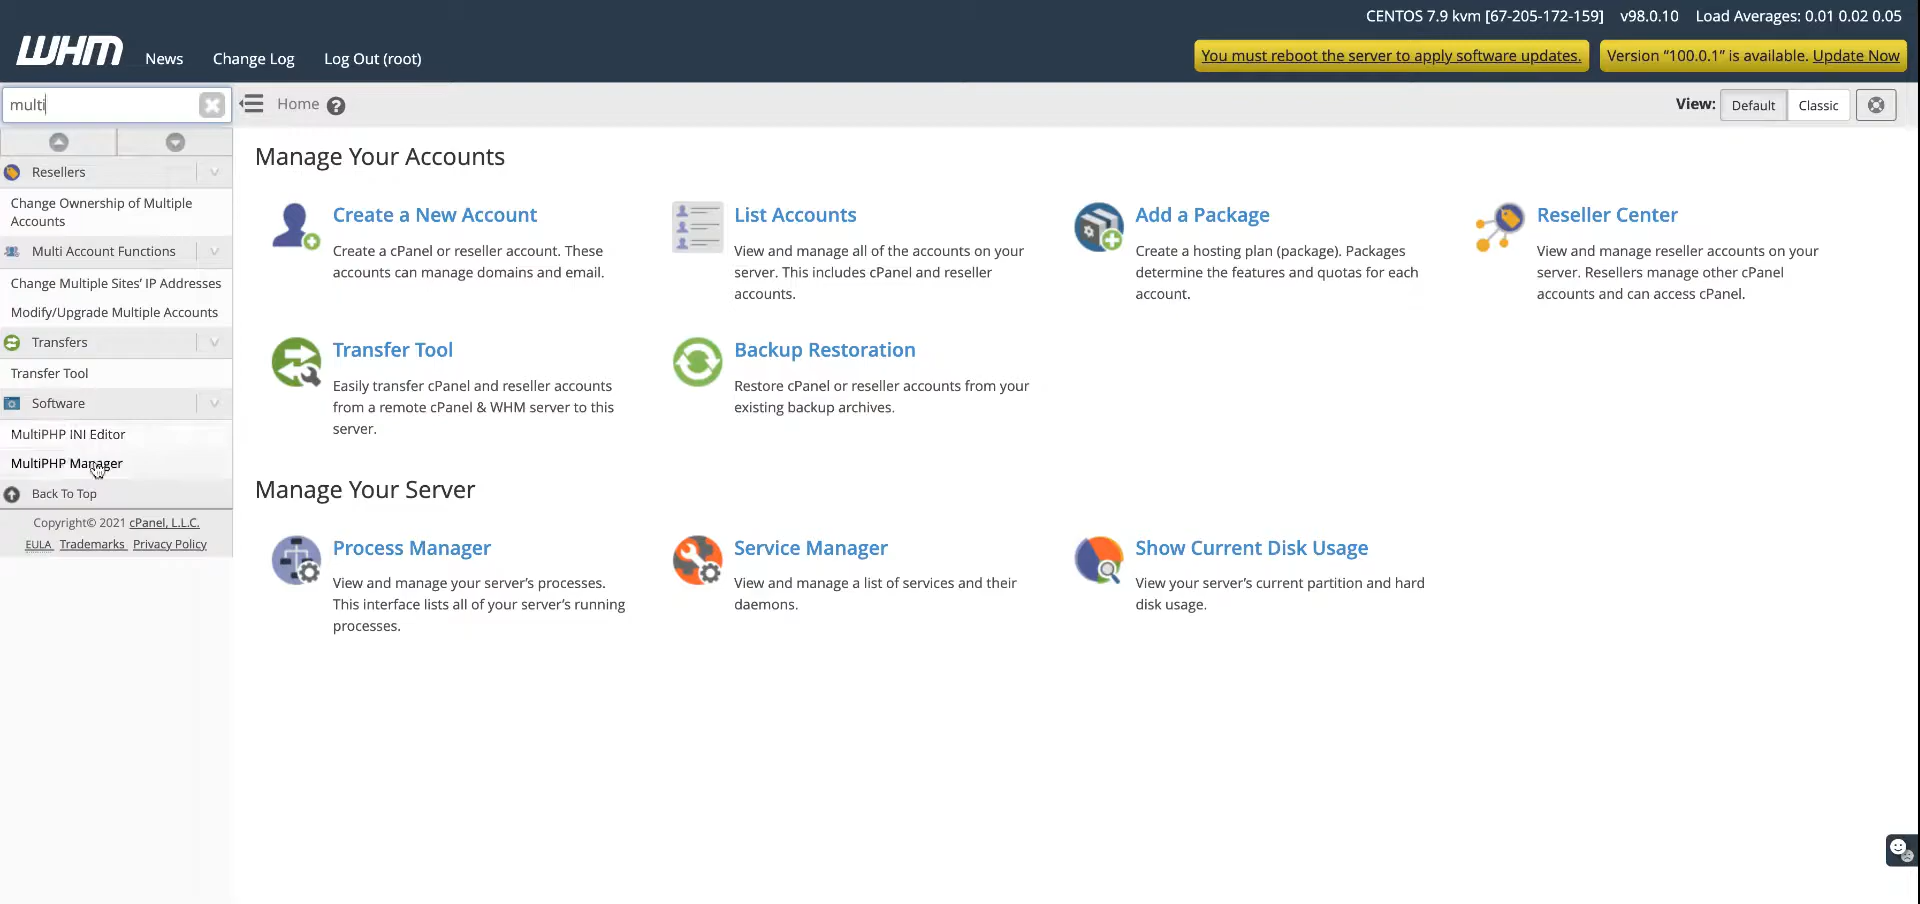 CENTOS 7.9 kvm [67-205-172-159] v98.0.10 Load Averages: 0.01 0.02 0.05
WHM News Change Log Log Out (root)
You must reboot the server to apply software updates. Version “100.0.1” is available. Update Now
multi
Home ?
View: Default Classic
Resellers
Change Ownership of Multiple
Accounts
Multi Account Functions
Change Multiple Sites’ IP Addresses
Modify/Upgrade Multiple Accounts
Transfers
Transfer Tool
Software
MultiPHP INI Editor
MultiPHP Manager
Back To Top
Copyright© 2021 cPanel, L.L.C.
EULA Trademarks Privacy Policy
Manage Your Accounts
Create a New Account
Create a cPanel or reseller account. These
accounts can manage domains and email.
List Accounts
View and manage all of the accounts on your
server. This includes cPanel and reseller
accounts.
Add a Package
Create a hosting plan (package). Packages
determine the features and quotas for each
account.
Reseller Center
View and manage reseller accounts on your
server. Resellers manage other cPanel
accounts and can access cPanel.
Transfer Tool
Easily transfer cPanel and reseller accounts
from a remote cPanel & WHM server to this
server.
Backup Restoration
Restore cPanel or reseller accounts from your
existing backup archives.
Manage Your Server
Process Manager
View and manage your server’s processes.
This interface lists all of your server’s running
processes.
Service Manager
View and manage a list of services and their
daemons.
Show Current Disk Usage
View your server’s current partition and hard
disk usage.